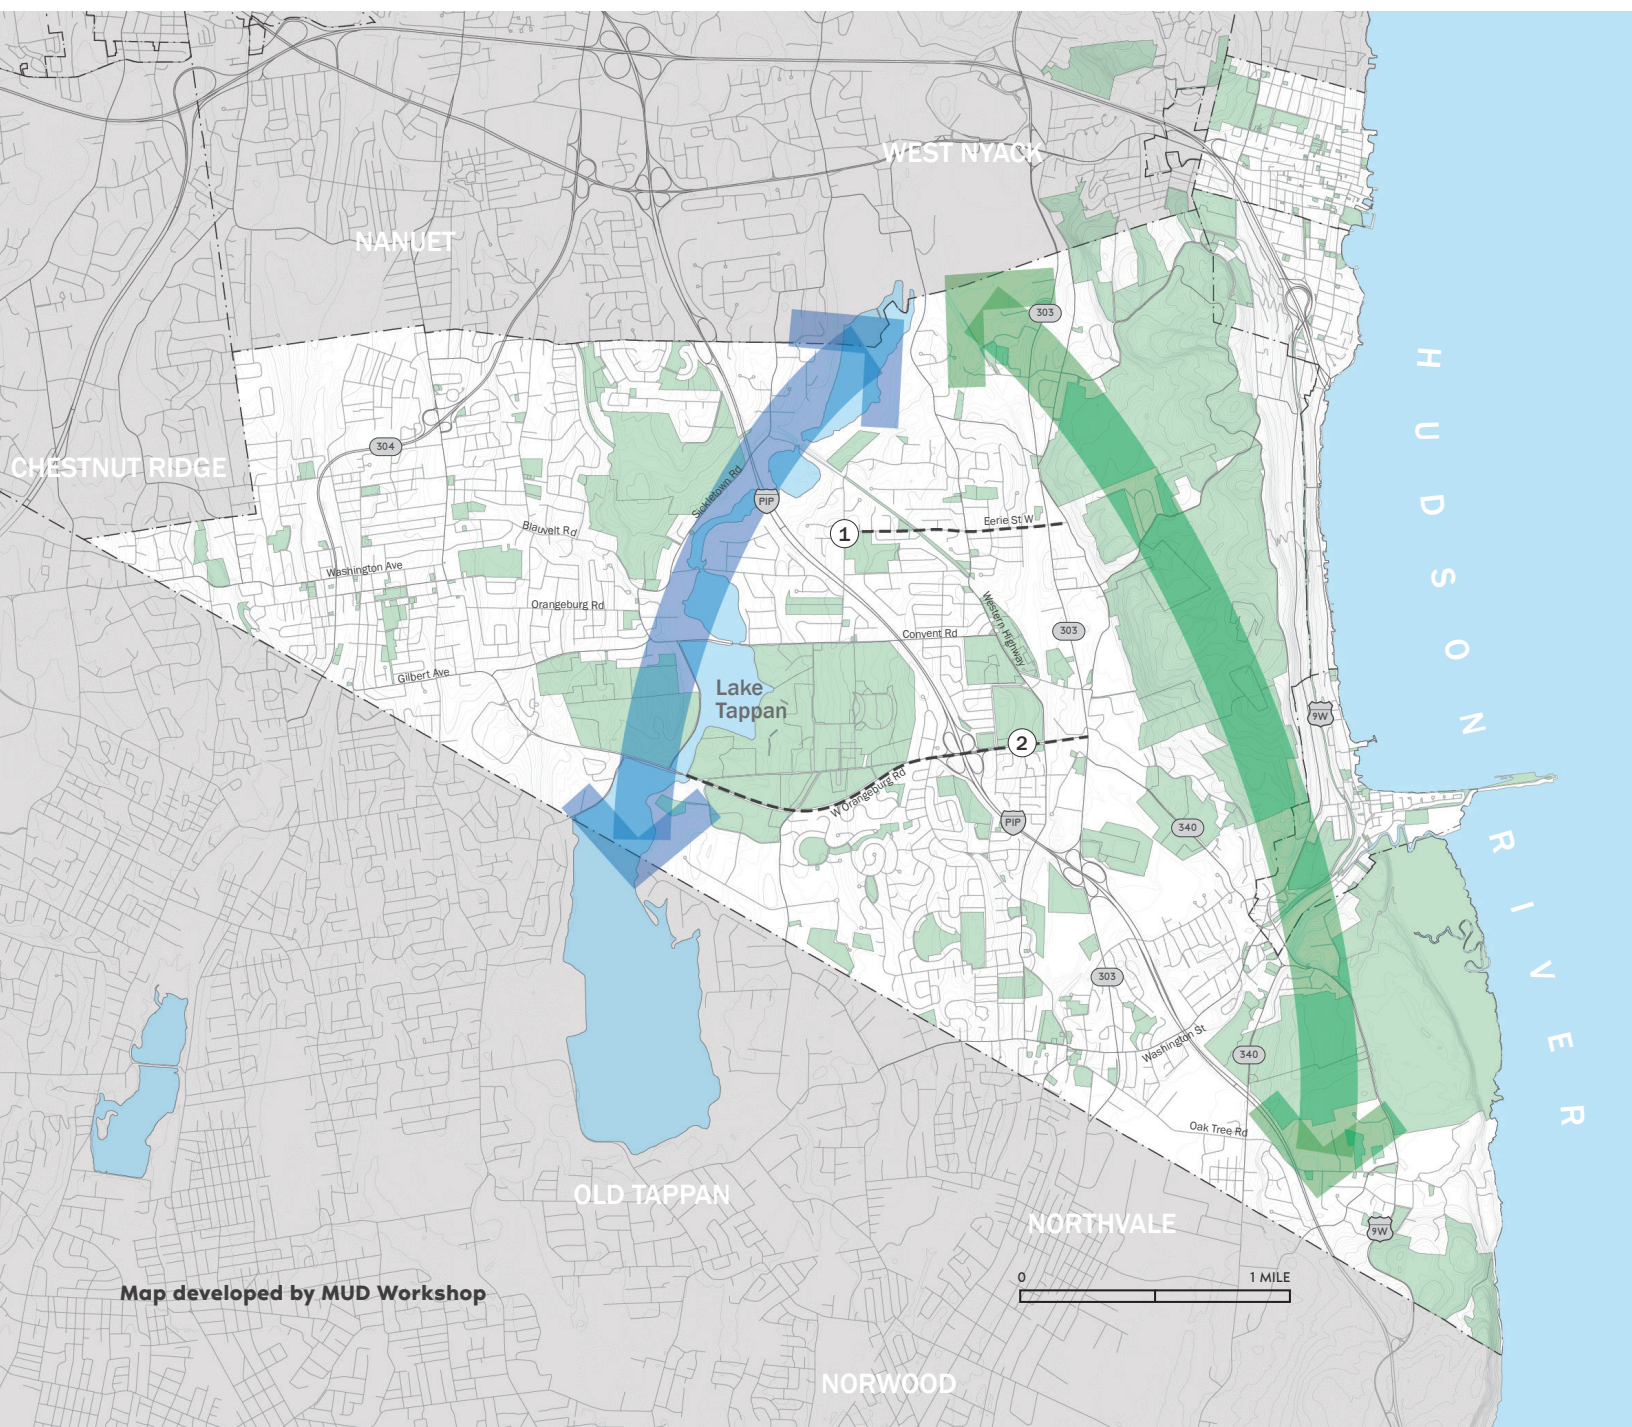 WEST NYACK
NANUET
303
304
CHESTNUT RIDGE
Sickletown Rd
PIP
Blauvelt Rd
1
Eerie St W
Washington Ave
Orangeburg Rd
Western Highway
Convent Rd
303
Gilbert Ave
Lake
Tappan
9W
2
W Orangeburg Rd
PIP
340
303
Washington St
340
Oak Tree Rd
HUDSON RIVER
OLD TAPPAN
NORTHVALE
9W
0
1 MILE
Map developed by MUD Workshop
NORWOOD